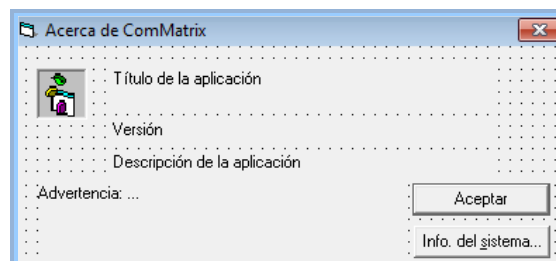 Acerca de ComMatrix
Título de la aplicación
Versión
Descripción de la aplicación
Advertencia: ...
Aceptar
Info. del sistema...